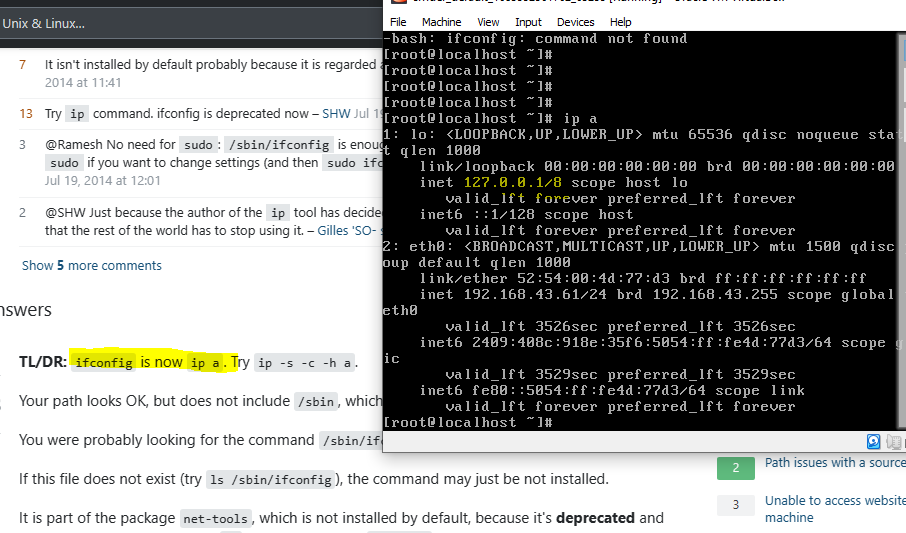 Unix & Linux...
7 It isn't installed by default probably because it is regarded
2014 at 11:41
13 Try ip command. ifconfig is deprecated now – SHW Jul 19
3 @Ramesh No need for sudo : /sbin/ifconfig is enoug
sudo if you want to change settings (and then sudo ifc
Jul 19, 2014 at 12:01
2 @SHW Just because the author of the ip tool has decided
that the rest of the world has to stop using it. – Gilles 'SO- s
Show 5 more comments
nswers
TL/DR: ifconfig is now ip a . Try ip -s -c -h a .
Your path looks OK, but does not include /sbin , which
You were probably looking for the command /sbin/ifc
If this file does not exist (try ls /sbin/ifconfig ), the command may just be not installed.
It is part of the package net-tools , which is not installed by default, because it's deprecated and
File Machine View Input Devices Help
-bash: ifconfig: command not found
[root@localhost ~]#
[root@localhost ~]#
[root@localhost ~]#
[root@localhost ~]#
[root@localhost ~]# ip a
1: lo: <LOOPBACK,UP,LOWER_UP> mtu 65536 qdisc noqueue stat
t qlen 1000
link/loopback 00:00:00:00:00:00 brd 00:00:00:00:00:00
inet 127.0.0.1/8 scope host lo
valid_lft forever preferred_lft forever
inet6 ::1/128 scope host
valid_lft forever preferred_lft forever
2: eth0: <BROADCAST,MULTICAST,UP,LOWER_UP> mtu 1500 qdisc
oup default qlen 1000
link/ether 52:54:00:4d:77:d3 brd ff:ff:ff:ff:ff:ff
inet 192.168.43.61/24 brd 192.168.43.255 scope global
eth0
valid_lft 3526sec preferred_lft 3526sec
inet6 2409:408c:918e:35f6:5054:ff:fe4d:77d3/64 scope g
ic
valid_lft 3529sec preferred_lft 3529sec
inet6 fe80::5054:ff:fe4d:77d3/64 scope link
valid_lft forever preferred_lft forever
[root@localhost ~]#
2 Path issues with a source
3 Unable to access website
machine